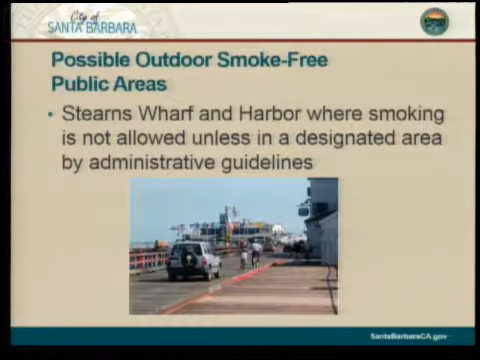 City of
SANTA BARBARA
Possible Outdoor Smoke-Free
Public Areas
• Stearns Wharf and Harbor where smoking
is not allowed unless in a designated area
by administrative guidelines
SantaBarbaraCA.gov